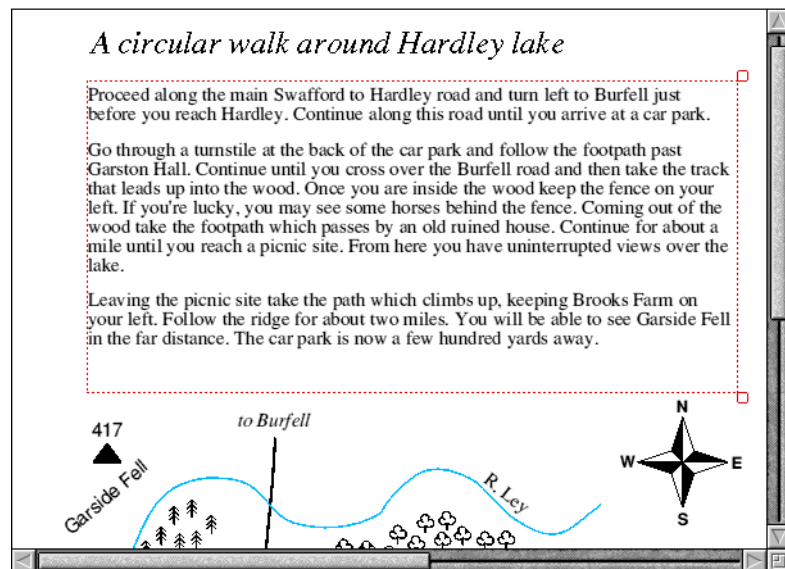 A circular walk around Hardley lake
Proceed along the main Swafford to Hardley road and turn left to Burfell just
before you reach Hardley. Continue along this road until you arrive at a car park.
Go through a turnstile at the back of the car park and follow the footpath past
Garston Hall. Continue until you cross over the Burfell road and then take the track
that leads up into the wood. Once you are inside the wood keep the fence on your
left. If you're lucky, you may see some horses behind the fence. Coming out of the
wood take the footpath which passes by an old ruined house. Continue for about a
mile until you reach a picnic site. From here you have uninterrupted views over the
lake.
Leaving the picnic site take the path which climbs up, keeping Brooks Farm on
your left. Follow the ridge for about two miles. You will be able to see Garside Fell
in the far distance. The car park is now a few hundred yards away.
417
Garside Fell
to Burfell
R. Ley
N
W
E
S